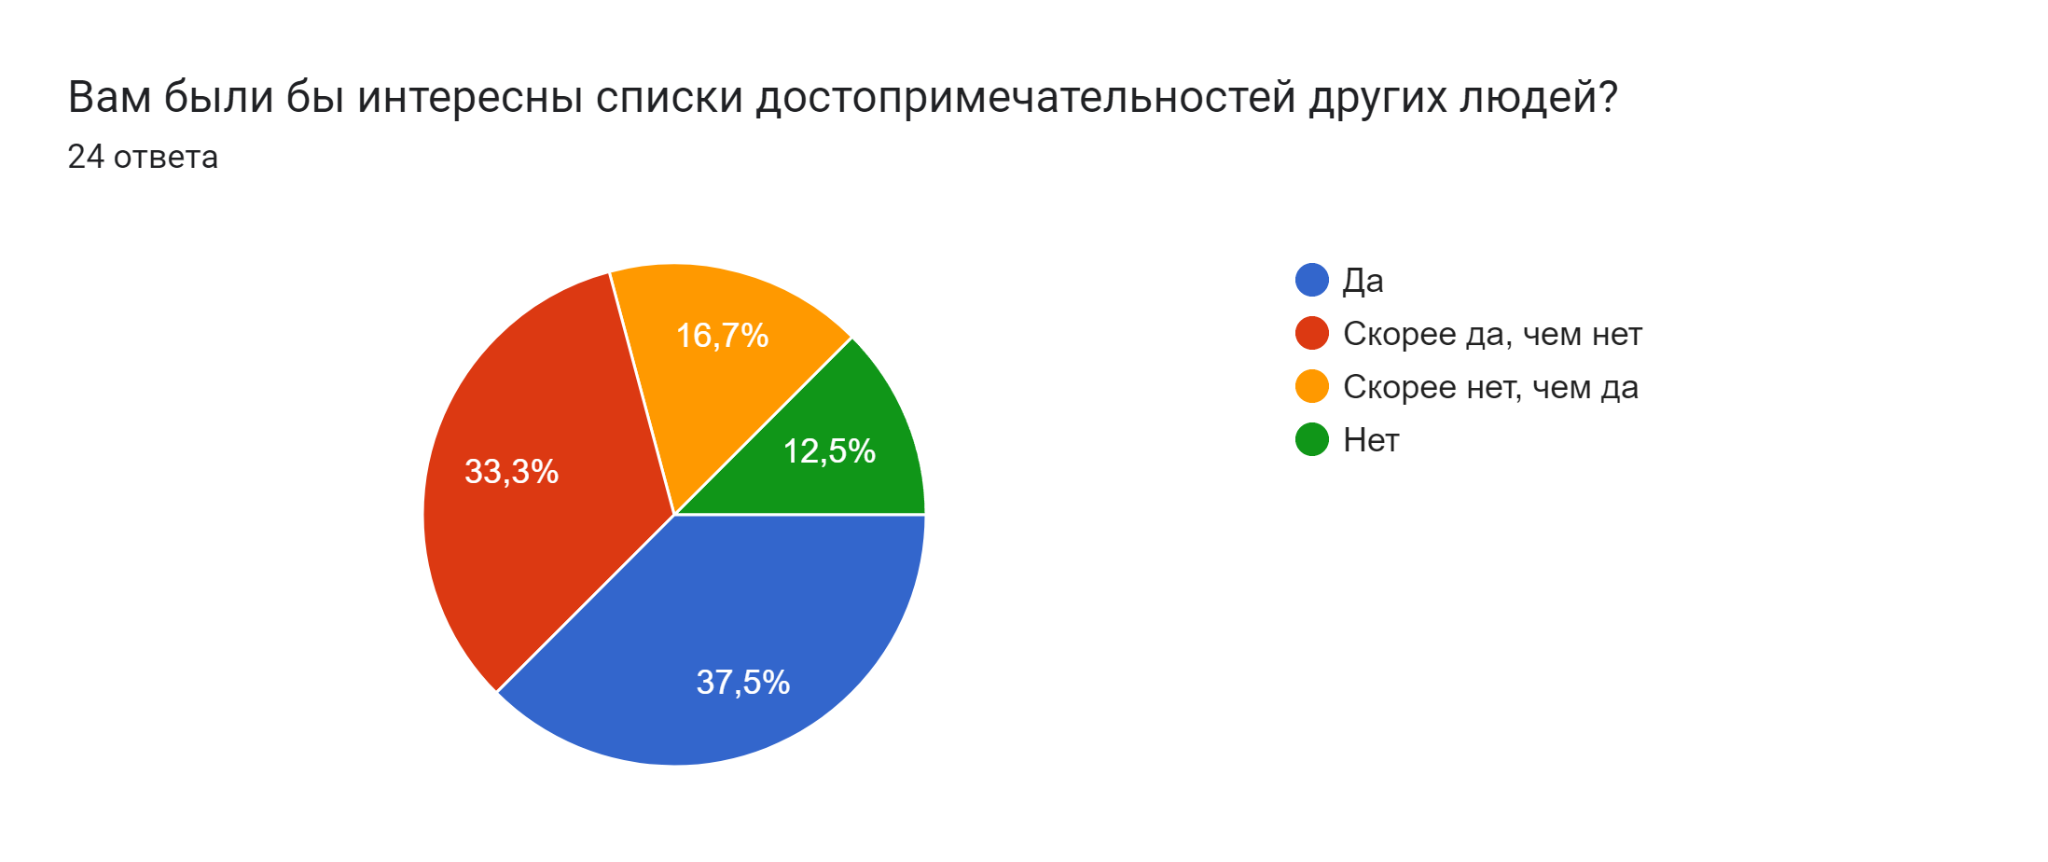 Вам были бы интересны списки достопримечательностей других людей?
24 ответа
16,7%
12,5%
33,3%
37,5%
Да
Скорее да, чем нет
Скорее нет, чем да
Нет